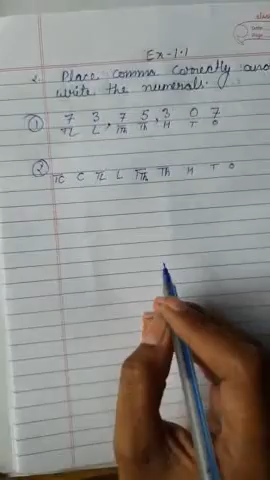 Ex-1.1
2. Place comma correctly and
write the numerals.
① 7 3, 7 5, 3 0 7
TL L TTh Th H T O
② TC C TL L TTh Th H T O